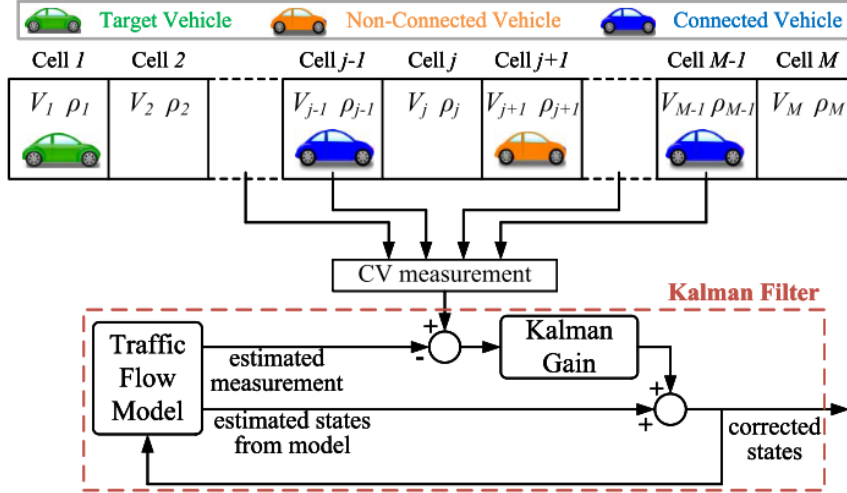 Target Vehicle Non-Connected Vehicle Connected Vehicle
Cell 1 Cell 2 Cell j-1 Cell j Cell j+1 Cell M-1 Cell M
V1 ρ1 V2 ρ2 Vj-1 ρj-1 Vj ρj Vj+1 ρj+1 VM-1 ρM-1 VM ρM
CV measurement
Kalman Filter
+
-
Traffic
Flow
Model
estimated
measurement
Kalman
Gain
+
+
estimated states
from model
corrected
states